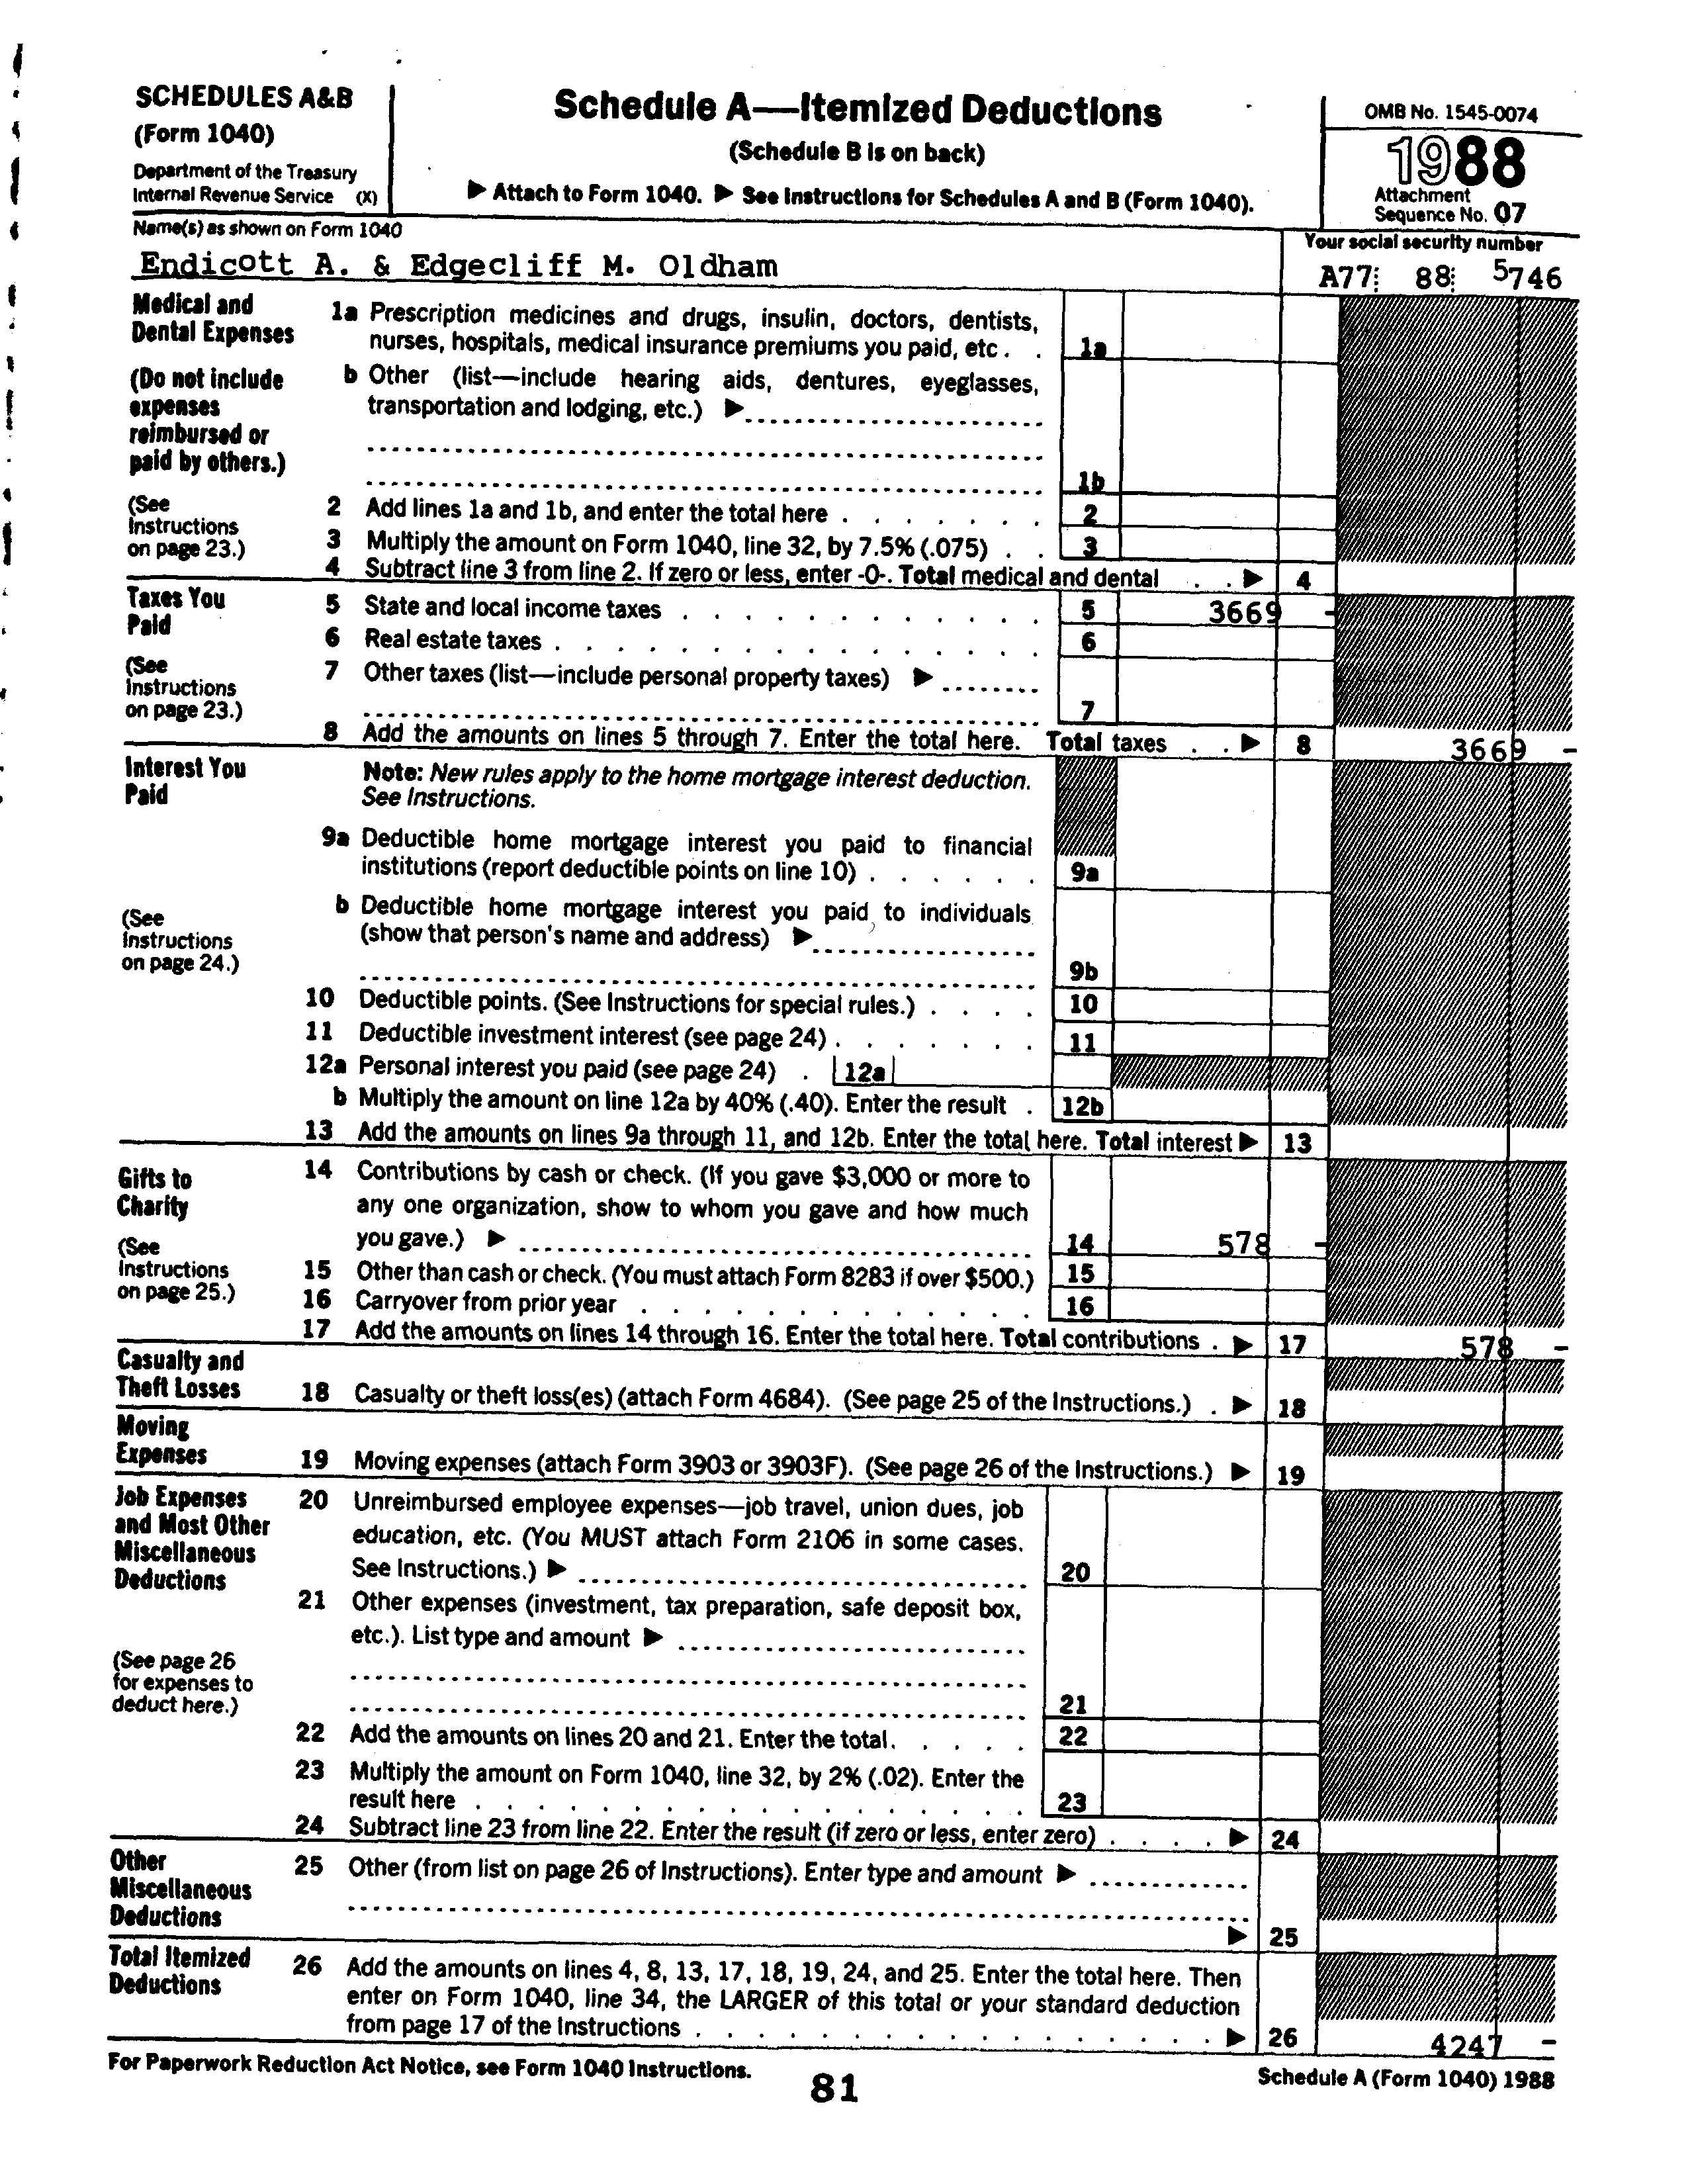 SCHEDULES A&B
(Form 1040)
Department of the Treasury
Internal Revenue Service (X)
Schedule A—Itemized Deductions
(Schedule B is on back)
▶ Attach to Form 1040. ▶ See Instructions for Schedules A and B (Form 1040).
OMB No. 1545-0074
1988
Attachment
Sequence No. 07
Name(s) as shown on Form 1040
Endicott A. & Edgecliff M. Oldham
Your social security number
A77 88 5746
Medical and
Dental Expenses
(Do not include
expenses
reimbursed or
paid by others.)
(See
Instructions
on page 23.)
1a Prescription medicines and drugs, insulin, doctors, dentists,
nurses, hospitals, medical insurance premiums you paid, etc . . 1a
b Other (list—include hearing aids, dentures, eyeglasses,
transportation and lodging, etc.) ▶
1b
2 Add lines 1a and 1b, and enter the total here . . . . . . . 2
3 Multiply the amount on Form 1040, line 32, by 7.5% (.075) . . 3
4 Subtract line 3 from line 2. If zero or less, enter -0-. Total medical and dental . . ▶ 4
Taxes You
Paid
(See
Instructions
on page 23.)
5 State and local income taxes . . . . . . . . . . . . 5 3669 -
6 Real estate taxes . . . . . . . . . . . . . . . . 6
7 Other taxes (list—include personal property taxes) ▶
7
8 Add the amounts on lines 5 through 7. Enter the total here. Total taxes . . ▶ 8 3669 -
Interest You
Paid
(See
Instructions
on page 24.)
Note: New rules apply to the home mortgage interest deduction.
See Instructions.
9a Deductible home mortgage interest you paid to financial
institutions (report deductible points on line 10) . . . . . . 9a
b Deductible home mortgage interest you paid to individuals
(show that person's name and address) ▶
9b
10 Deductible points. (See Instructions for special rules.) . . . . 10
11 Deductible investment interest (see page 24) . . . . . . . 11
12a Personal interest you paid (see page 24) . 12a
b Multiply the amount on line 12a by 40% (.40). Enter the result . 12b
13 Add the amounts on lines 9a through 11, and 12b. Enter the total here. Total interest ▶ 13
Gifts to
Charity
(See
Instructions
on page 25.)
14 Contributions by cash or check. (If you gave $3,000 or more to
any one organization, show to whom you gave and how much
you gave.) ▶ 14 578 -
15 Other than cash or check. (You must attach Form 8283 if over $500.) 15
16 Carryover from prior year . . . . . . . . . . . . . 16
17 Add the amounts on lines 14 through 16. Enter the total here. Total contributions . ▶ 17 578 -
Casualty and
Theft Losses
18 Casualty or theft loss(es) (attach Form 4684). (See page 25 of the Instructions.) . ▶ 18
Moving
Expenses
19 Moving expenses (attach Form 3903 or 3903F). (See page 26 of the Instructions.) ▶ 19
Job Expenses
and Most Other
Miscellaneous
Deductions
(See page 26
for expenses to
deduct here.)
20 Unreimbursed employee expenses—job travel, union dues, job
education, etc. (You MUST attach Form 2106 in some cases.
See Instructions.) ▶ 20
21 Other expenses (investment, tax preparation, safe deposit box,
etc.). List type and amount ▶
21
22 Add the amounts on lines 20 and 21. Enter the total. . . . . 22
23 Multiply the amount on Form 1040, line 32, by 2% (.02). Enter the
result here . . . . . . . . . . . . . . . . . . 23
24 Subtract line 23 from line 22. Enter the result (if zero or less, enter zero) . . . . ▶ 24
Other
Miscellaneous
Deductions
25 Other (from list on page 26 of Instructions). Enter type and amount ▶
▶ 25
Total Itemized
Deductions
26 Add the amounts on lines 4, 8, 13, 17, 18, 19, 24, and 25. Enter the total here. Then
enter on Form 1040, line 34, the LARGER of this total or your standard deduction
from page 17 of the Instructions . . . . . . . . . . . . . . . . . ▶ 26 4247 -
For Paperwork Reduction Act Notice, see Form 1040 Instructions.
81
Schedule A (Form 1040) 1988